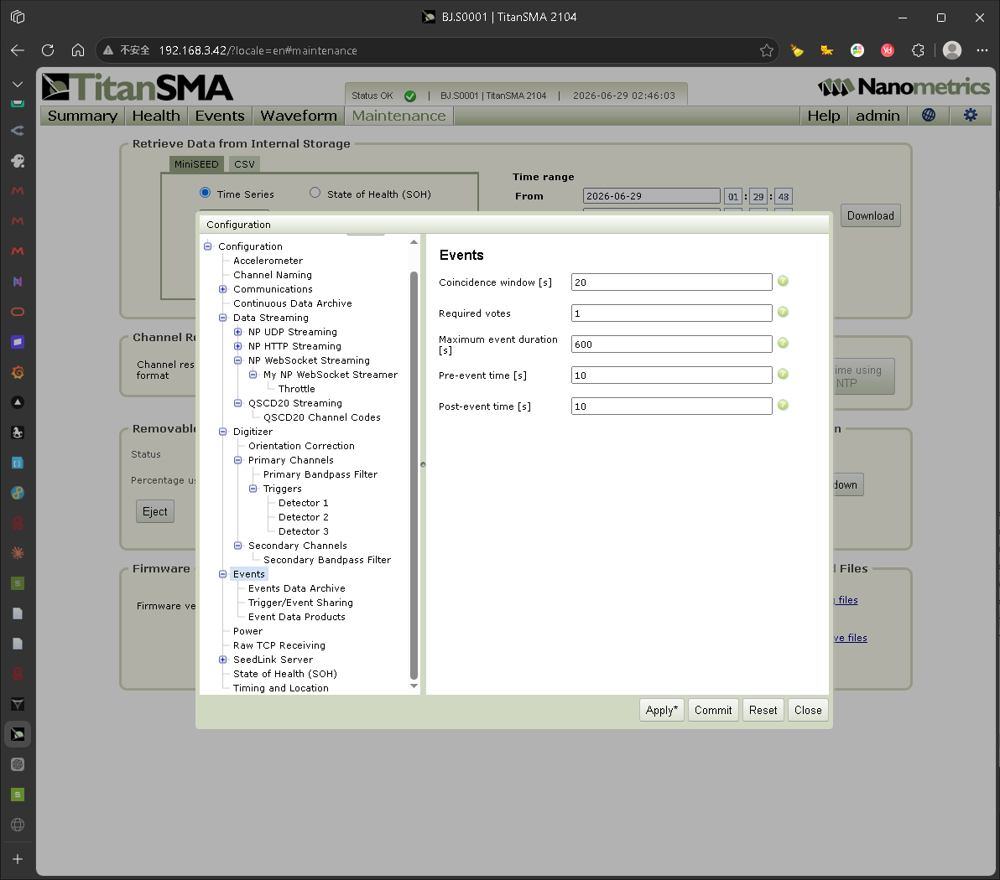 BJ.S0001 | TitanSMA 2104
不安全 192.168.3.42/?locale=en#maintenance
TitanSMA
Status OK | BJ.S0001 | TitanSMA 2104 | 2026-06-29 02:46:03
Nanometrics
Summary Health Events Waveform Maintenance Help admin
Retrieve Data from Internal Storage
MiniSEED CSV
Time Series State of Health (SOH)
Time range
From 2026-06-29 01 : 29 : 48
Download
Configuration
Configuration
Accelerometer
Channel Naming
Communications
Continuous Data Archive
Data Streaming
NP UDP Streaming
NP HTTP Streaming
NP WebSocket Streaming
My NP WebSocket Streamer
Throttle
QSCD20 Streaming
QSCD20 Channel Codes
Digitizer
Orientation Correction
Primary Channels
Primary Bandpass Filter
Triggers
Detector 1
Detector 2
Detector 3
Secondary Channels
Secondary Bandpass Filter
Events
Events Data Archive
Trigger/Event Sharing
Event Data Products
Power
Raw TCP Receiving
SeedLink Server
State of Health (SOH)
Timing and Location
Events
Coincidence window [s] 20
Required votes 1
Maximum event duration
[s] 600
Pre-event time [s] 10
Post-event time [s] 10
Apply* Commit Reset Close
Channel Re
Channel res
format
ime using
NTP
Removable
Status
Percentage us
Eject
n
down
Firmware
Firmware ve
Files
g files
ve files